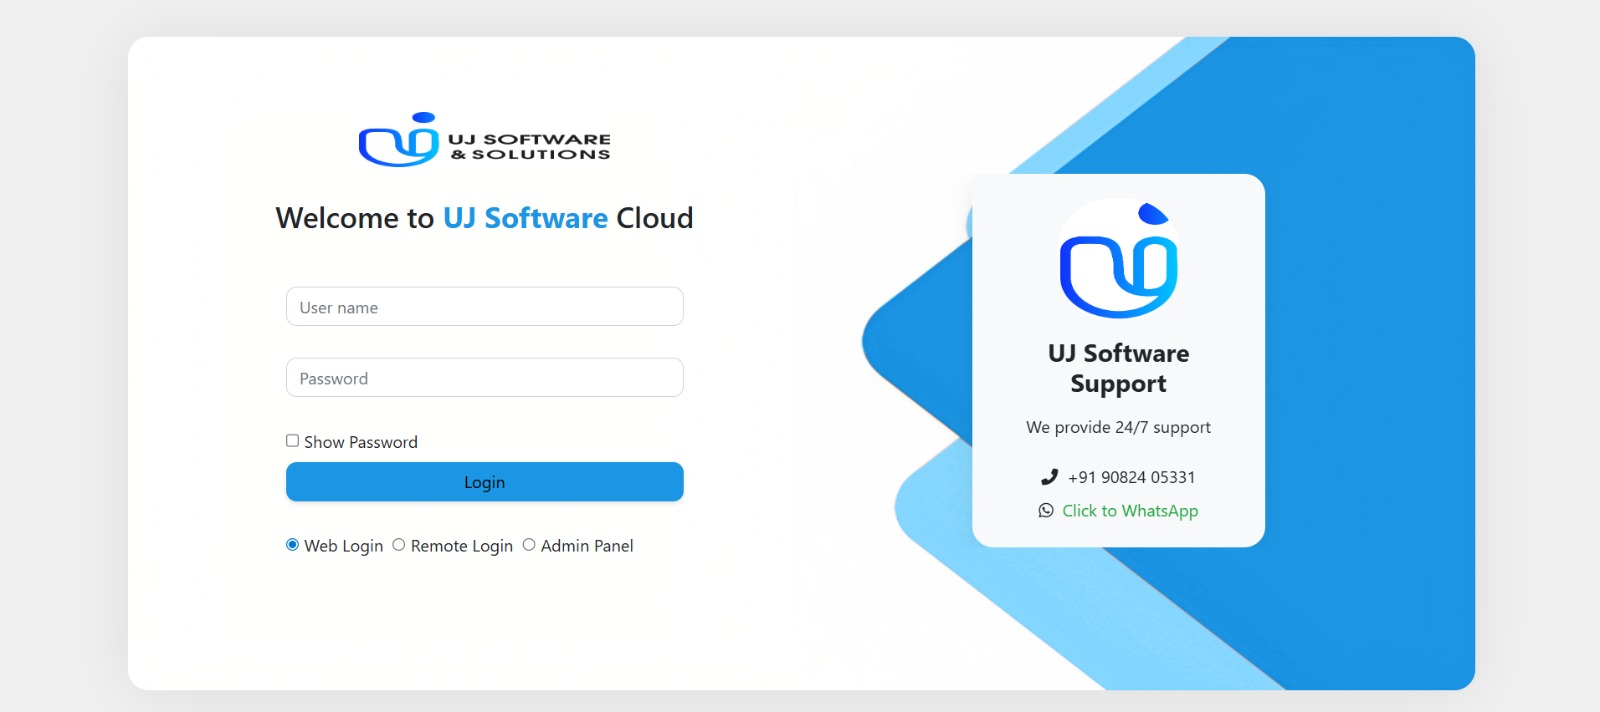 UJ SOFTWARE
& SOLUTIONS
Welcome to UJ Software Cloud
User name
Password
Show Password
Login
Web Login Remote Login Admin Panel
UJ Software
Support
We provide 24/7 support
+91 90824 05331
Click to WhatsApp